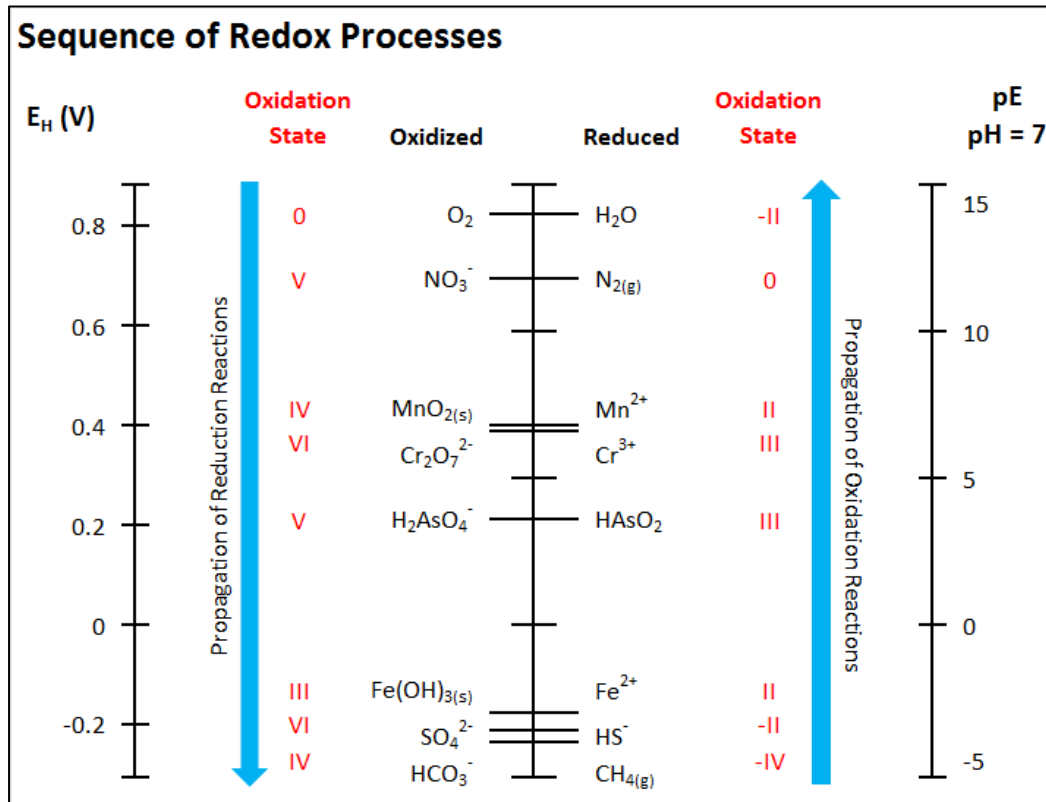 Sequence of Redox Processes
E_H (V)
Oxidation
State
Oxidized
Reduced
Oxidation
State
pE
pH = 7
0.8
0.6
0.4
0.2
0
-0.2
Propagation of Reduction Reactions
0 O₂ H₂O -II
V NO₃⁻ N₂₍g₎ 0
IV MnO₂₍s₎ Mn²⁺ II
VI Cr₂O₇²⁻ Cr³⁺ III
V H₂AsO₄⁻ HAsO₂ III
III Fe(OH)₃₍s₎ Fe²⁺ II
VI SO₄²⁻ HS⁻ -II
IV HCO₃⁻ CH₄₍g₎ -IV
Propagation of Oxidation Reactions
15
10
5
0
-5